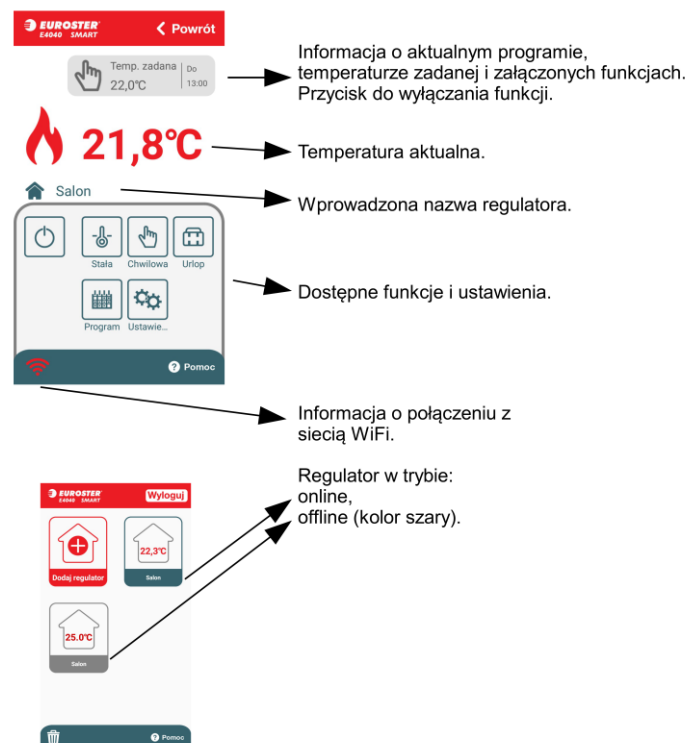 EUROSTER
E4040 SMART
Powrót
Temp. zadana
22,0°C
Do
13:00
Informacja o aktualnym programie,
temperaturze zadanej i załączonych funkcjach.
Przycisk do wyłączania funkcji.
21,8°C
Temperatura aktualna.
Salon
Wprowadzona nazwa regulatora.
Stała
Chwilowa
Urlop
Dostępne funkcje i ustawienia.
Program
Ustawie...
? Pomoc
Informacja o połączeniu z
siecią WiFi.
Regulator w trybie:
online,
offline (kolor szary).
EUROSTER
E4040 SMART
Wyloguj
22,3°C
Dodaj regulator
Salon
25.0°C
Salon
? Pomoc